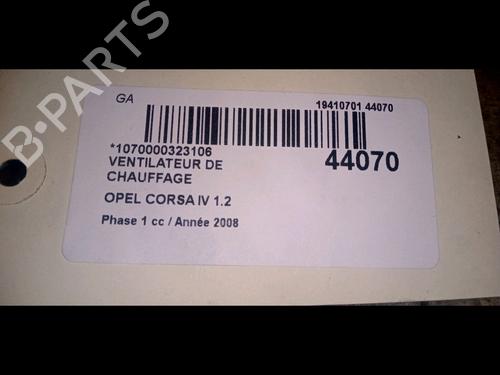 GA
19410701 44070
*1070000323106
44070
VENTILATEUR DE
CHAUFFAGE
OPEL CORSA IV 1.2
Phase 1 cc / Année 2008
B-PARTS